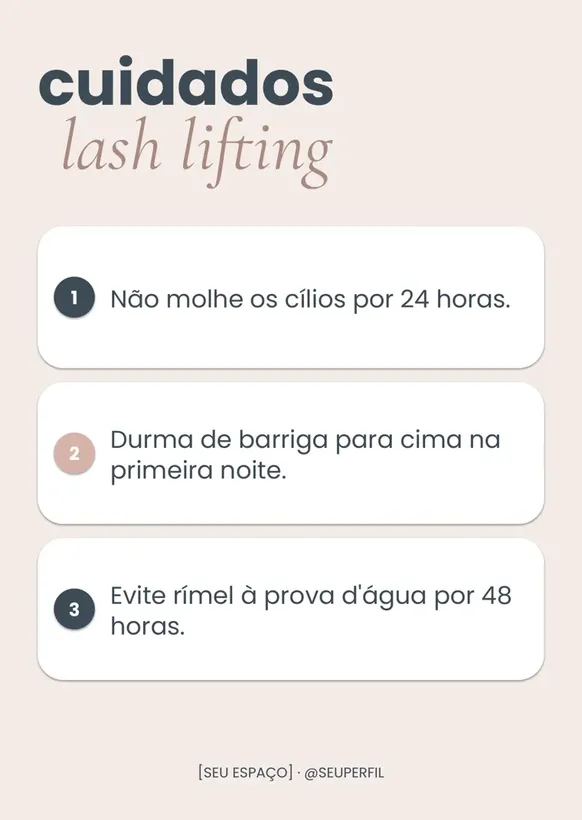 cuidados
lash lifting
1
Não molhe os cílios por 24 horas.
2
Durma de barriga para cima na
primeira noite.
3
Evite rímel à prova d'água por 48
horas.
[SEU ESPAÇO] · @SEUPERFIL